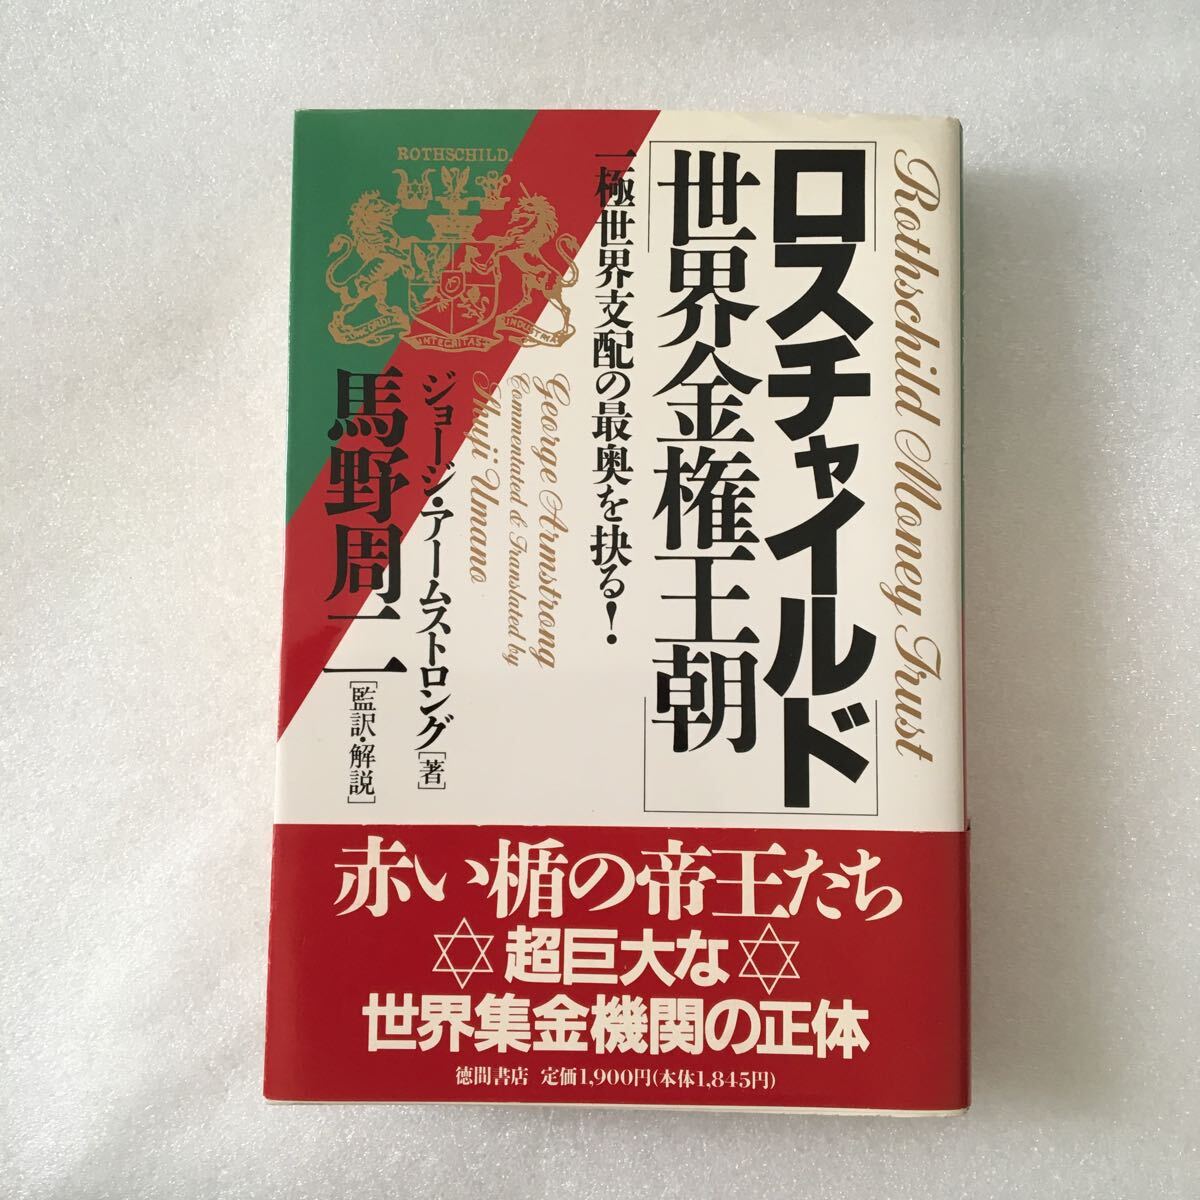 Rothschild Money Trust
ロスチャイルド
世界金権王朝
一極世界支配の最奥を抉る!
George Armstrong
Commentated & Translated by
Shuji Umano
ジョージ・アームストロング[著]
馬野周二[監訳・解説]
ROTHSCHILD.
CONCORDIA
INTEGRITAS
INDUSTRIA
赤い楯の帝王たち
超巨大な
世界集金機関の正体
徳間書店 定価1,900円(本体1,845円)